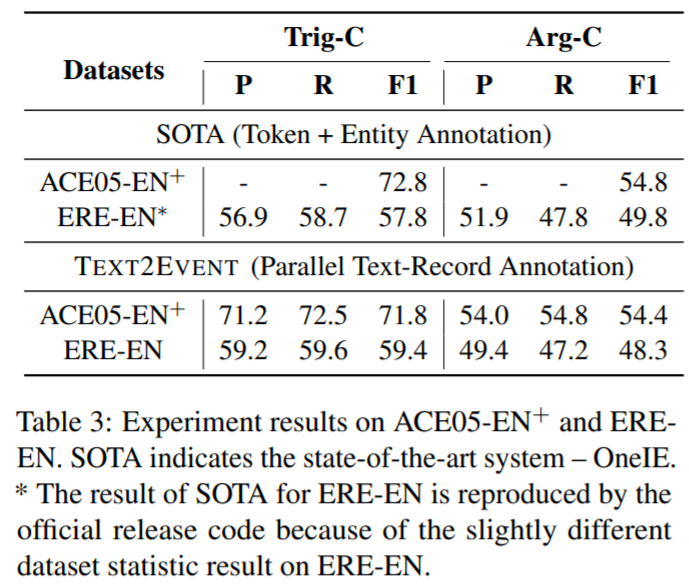 Datasets Trig-C Arg-C
P R F1 P R F1
SOTA (Token + Entity Annotation)
ACE05-EN+ - - 72.8 - - 54.8
ERE-EN* 56.9 58.7 57.8 51.9 47.8 49.8
TEXT2EVENT (Parallel Text-Record Annotation)
ACE05-EN+ 71.2 72.5 71.8 54.0 54.8 54.4
ERE-EN 59.2 59.6 59.4 49.4 47.2 48.3
Table 3: Experiment results on ACE05-EN+ and ERE-
EN. SOTA indicates the state-of-the-art system – OneIE.
* The result of SOTA for ERE-EN is reproduced by the
official release code because of the slightly different
dataset statistic result on ERE-EN.